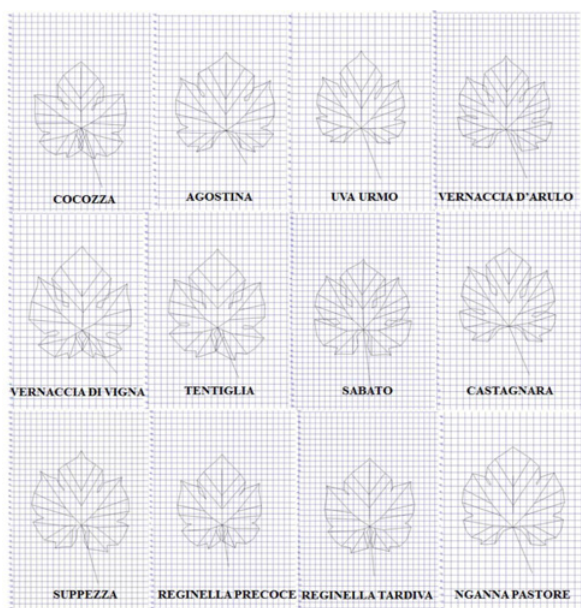 COCOZZA
AGOSTINA
UVA URMO
VERNACCIA D'ARULO
VERNACCIA DI VIGNA
TENTIGLIA
SABATO
CASTAGNARA
SUPPEZZA
REGINELLA PRECOCE
REGINELLA TARDIVA
NGANNA PASTORE